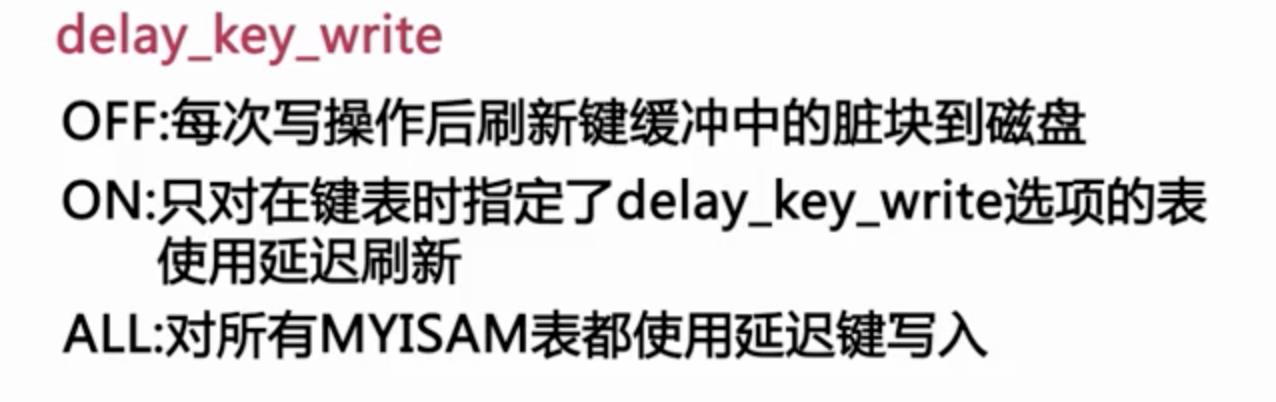 delay_key_write
OFF:每次写操作后刷新键缓冲中的脏块到磁盘
ON:只对在键表时指定了delay_key_write选项的表
使用延迟刷新
ALL:对所有MYISAM表都使用延迟键写入